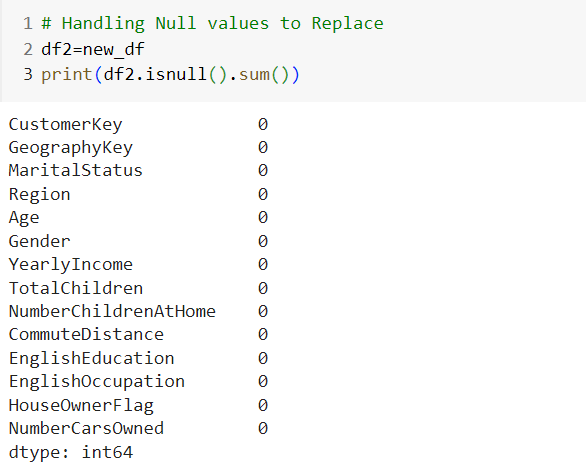 1 # Handling Null values to Replace
2 df2=new_df
3 print(df2.isnull().sum())
CustomerKey 0
GeographyKey 0
MaritalStatus 0
Region 0
Age 0
Gender 0
YearlyIncome 0
TotalChildren 0
NumberChildrenAtHome 0
CommuteDistance 0
EnglishEducation 0
EnglishOccupation 0
HouseOwnerFlag 0
NumberCarsOwned 0
dtype: int64